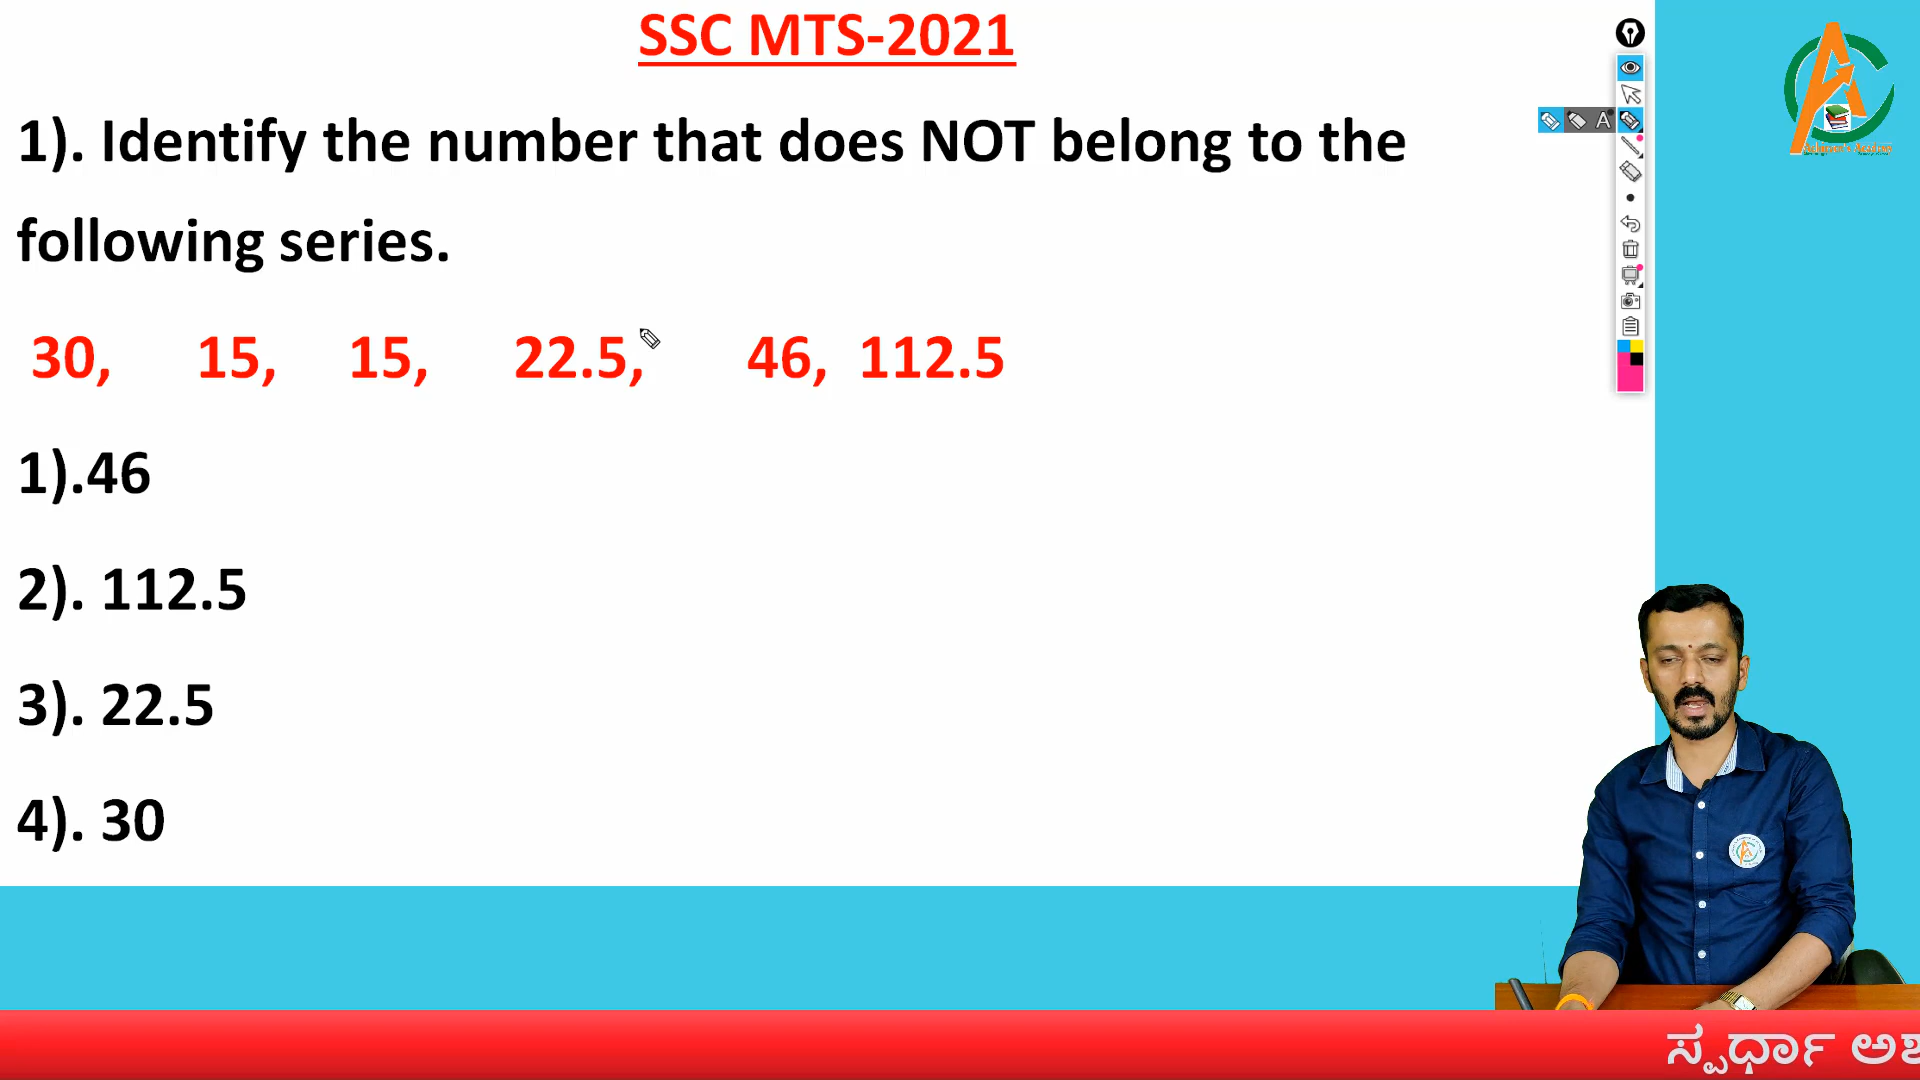 SSC MTS-2021
1). Identify the number that does NOT belong to the
following series.
30, 15, 15, 22.5, 46, 112.5
1).46
2). 112.5
3). 22.5
4). 30
A
ಸ್ಪರ್ಧಾ